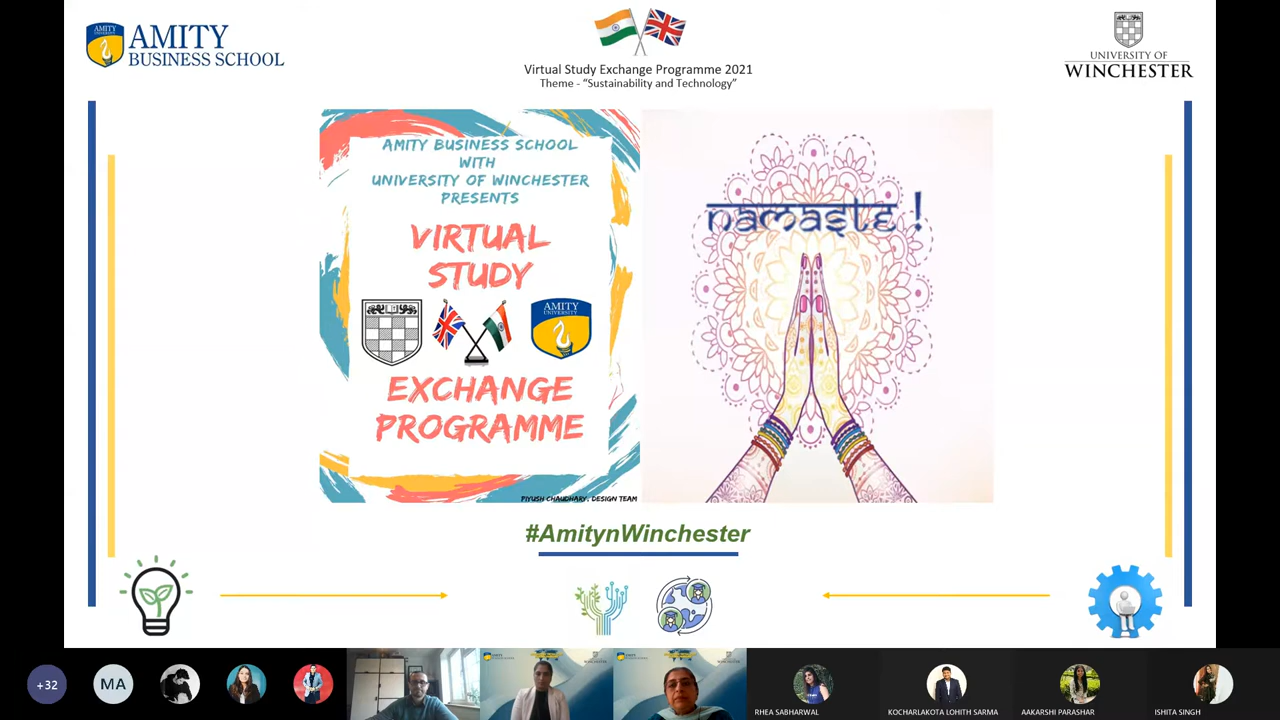 AMITY
BUSINESS SCHOOL
Virtual Study Exchange Programme 2021
Theme - “Sustainability and Technology”
UNIVERSITY OF
WINCHESTER
AMITY BUSINESS SCHOOL
WITH
UNIVERSITY OF WINCHESTER
PRESENTS
VIRTUAL
STUDY
AMITY
UNIVERSITY
EXCHANGE
PROGRAMME
PIYUSH CHAUDHARY, DESIGN TEAM
namaste !
#AmitynWinchester
+32
MA
RHEA SABHARWAL
KOCHARLAKOTA LOHITH SARMA
AAKARSHI PARASHAR
ISHITA SINGH